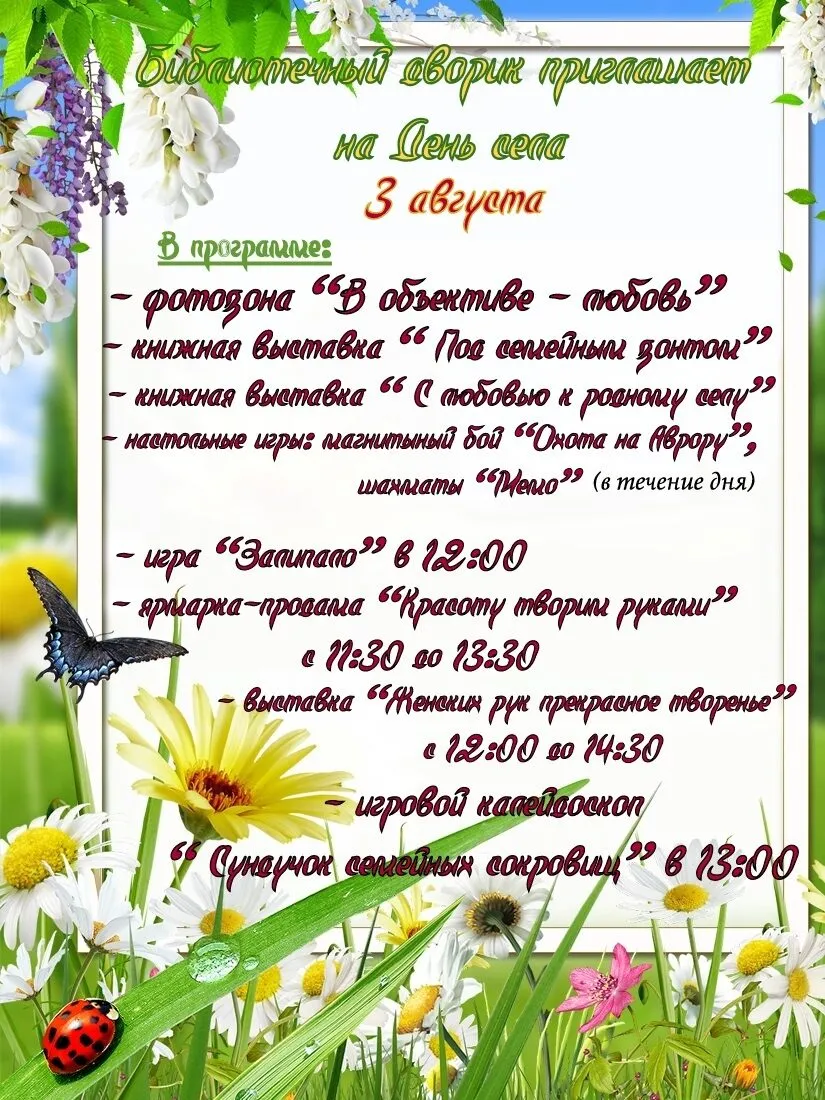 Библиотечный дворик приглашает
на День села
3 августа
В программе:
- фотозона “В объективе - любовь”
- книжная выставка “ Под семейным зонтом”
- книжная выставка “ С любовью к родному селу”
- настольные игры: магнитыный бой “Охота на Аврору”,
шахматы “Мемо” (в течение дня)
- игра “Залипало” в 12:00
- ярмарка-продажа “Красоту творим руками”
с 11:30 до 13:30
- выставка “Женских рук прекрасное творенье”
с 12:00 до 14:30
- игровой калейдоскоп
“ Сундучок семейных сокровищ” в 13:00